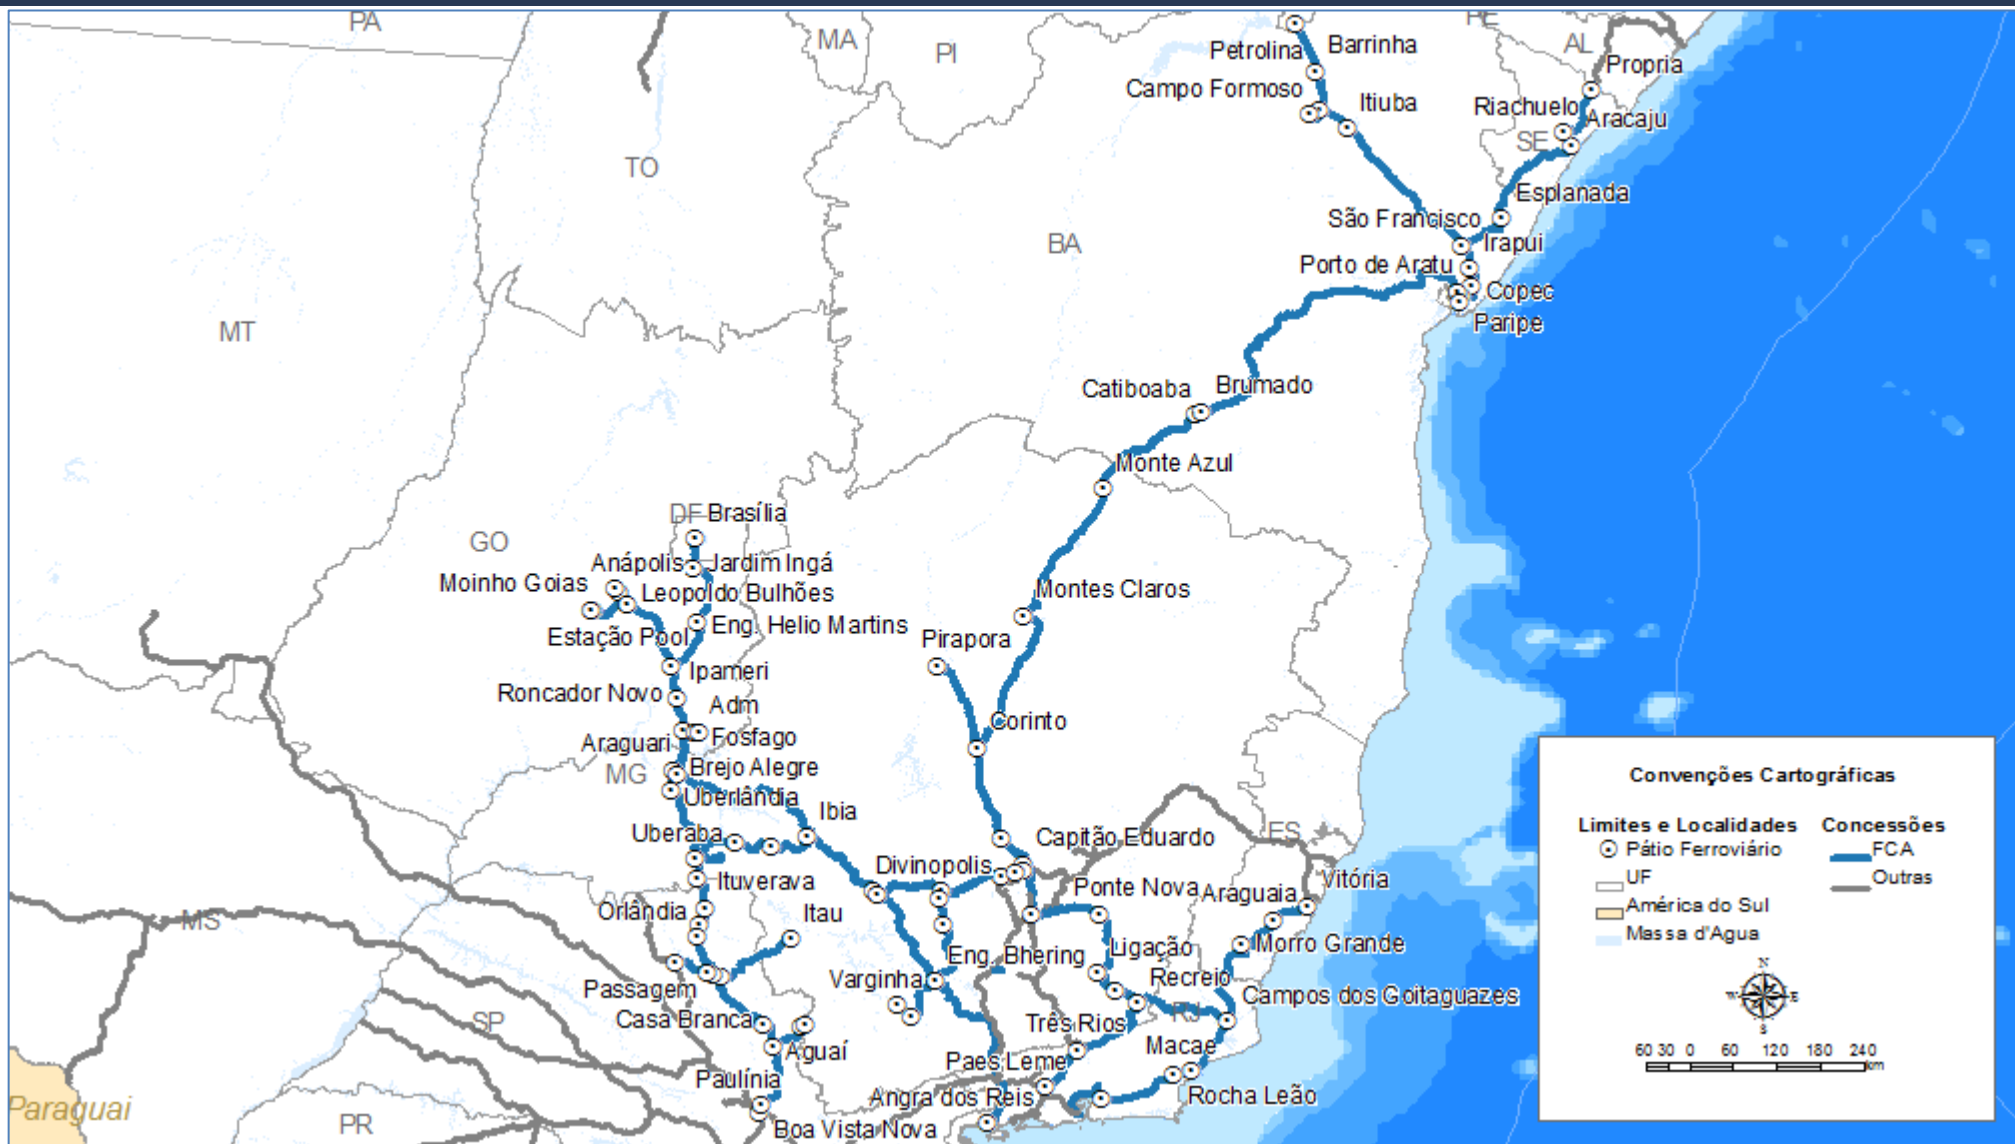 PA
MA
PI
PE
AL
Petrolina
Barrinha
Propria
Campo Formoso
Itiuba
Riachuelo
Aracaju
SE
TO
Esplanada
São Francisco
Irapui
BA
Porto de Aratu
Copec
Paripe
MT
Catiboaba
Brumado
Monte Azul
DF
Brasília
GO
Anápolis
Jardim Ingá
Moinho Goias
Leopoldo Bulhões
Montes Claros
Estação Pool
Eng. Helio Martins
Pirapora
Ipameri
Roncador Novo
Adm
Corinto
Araguari
Fosfago
MG
Brejo Alegre
Uberlândia
Ibia
Uberaba
Capitão Eduardo
ES
Divinopolis
Ituverava
Ponte Nova
Araguaia
Vitória
Orlândia
Itau
MS
Ligação
Morro Grande
Eng. Bhering
Varginha
Recreio
Passagem
Campos dos Goitaguazes
RJ
Casa Branca
SP
Três Rios
Aguaí
Macae
Paes Leme
Paulínia
Angra dos Reis
Rocha Leão
Paraguai
PR
Boa Vista Nova
Convenções Cartográficas
Limites e Localidades
Concessões
Pátio Ferroviário
FCA
UF
Outras
América do Sul
Massa d'Agua
N
W
E
S
60 30 0 60 120 180 240
km